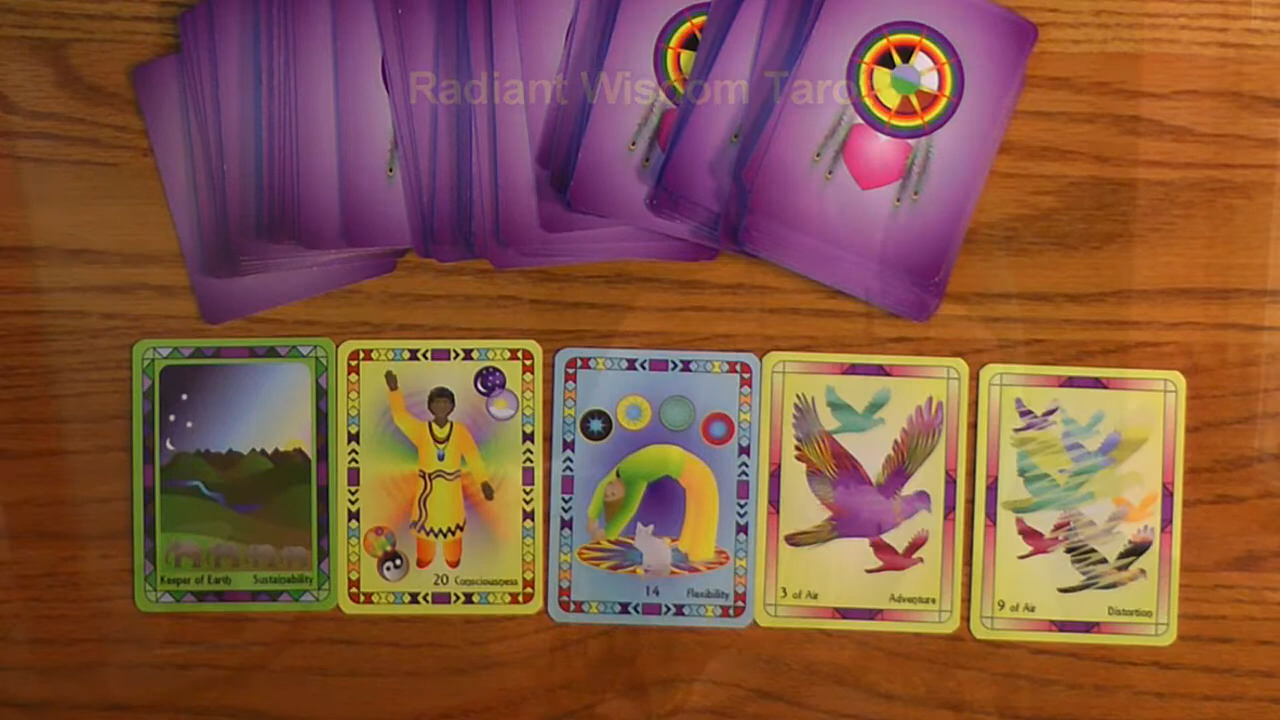 Radiant Wisdom Tarot
Keeper of Earth Sustainability
20 Consciousness
14 Flexibility
3 of Air Adventure
9 of Air Distortion